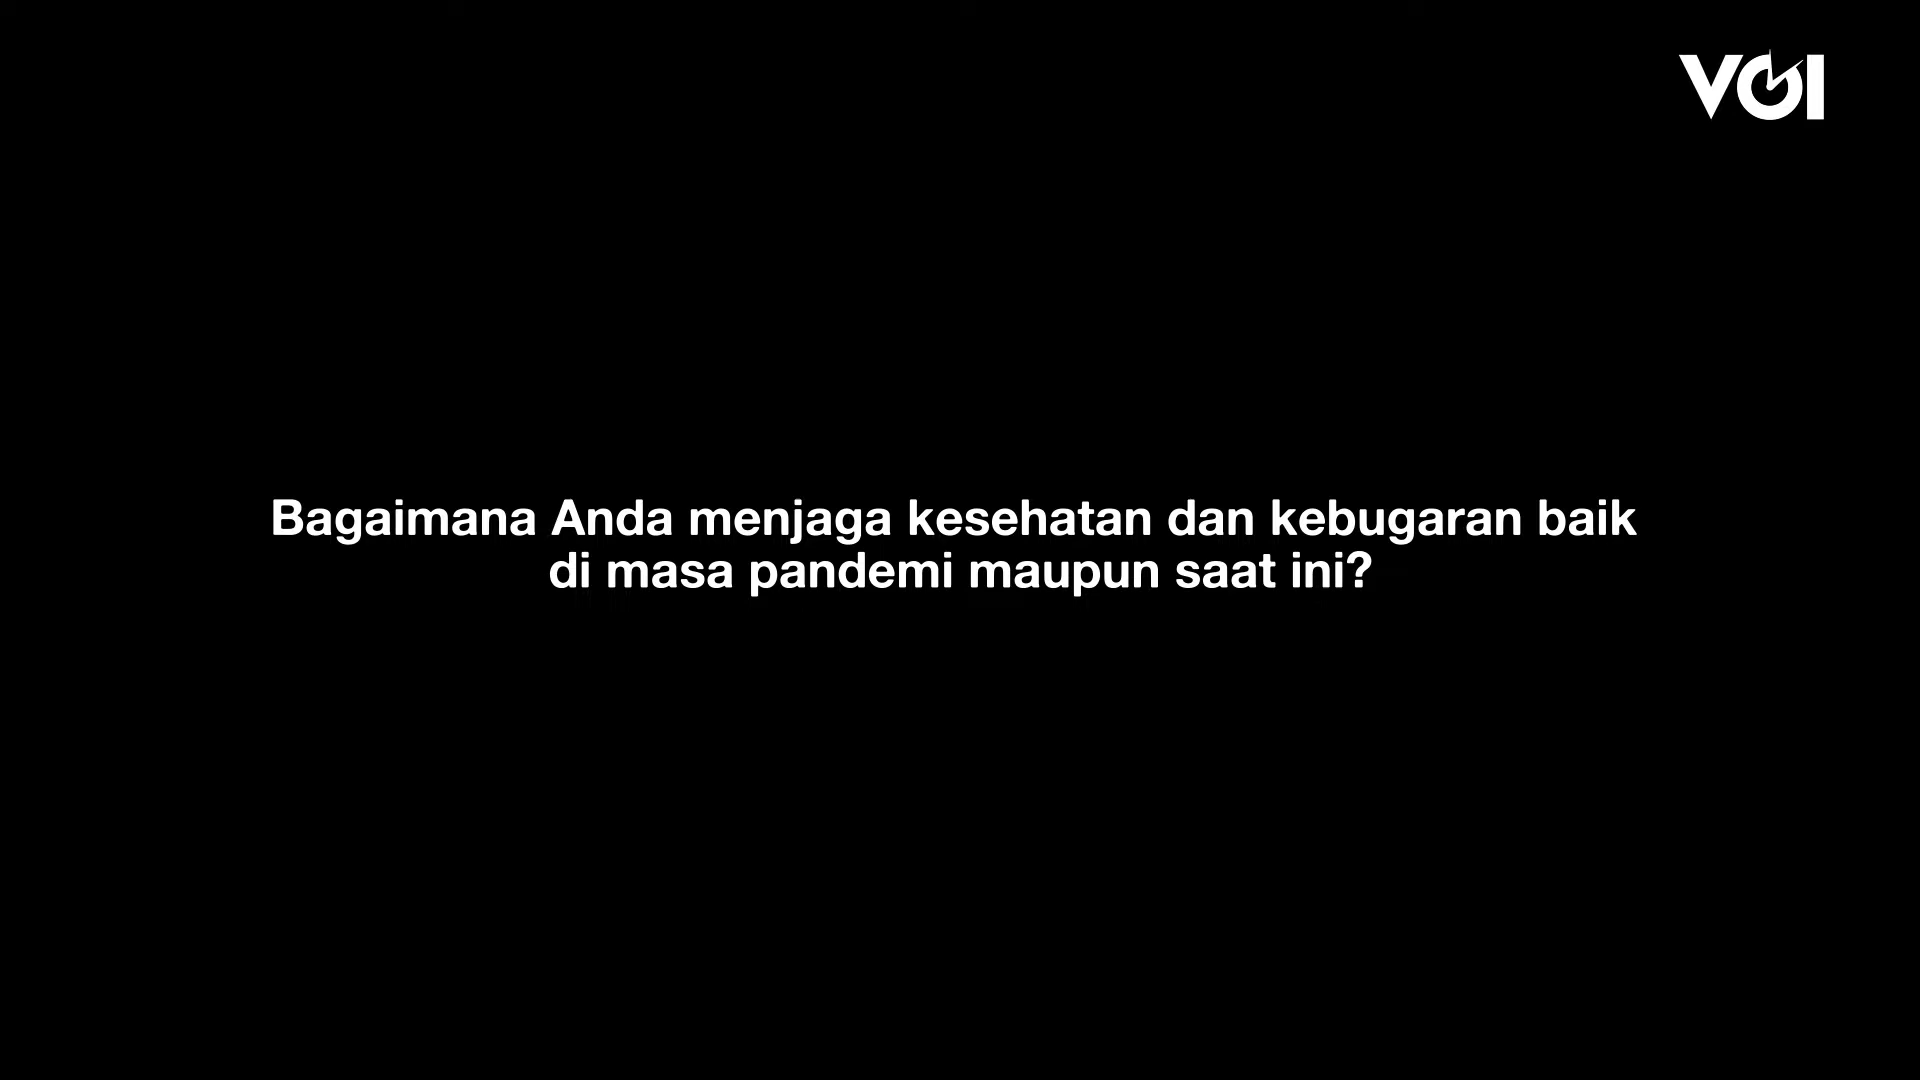 VOI
Bagaimana Anda menjaga kesehatan dan kebugaran baik
di masa pandemi maupun saat ini?